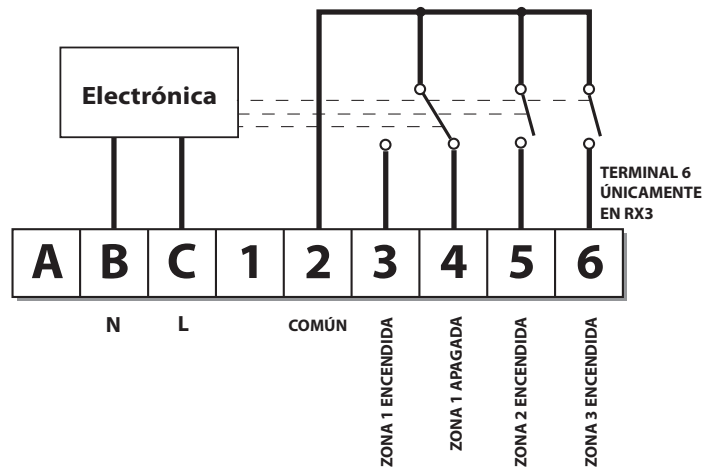 Electrónica
TERMINAL 6
ÚNICAMENTE
EN RX3
A B C 1 2 3 4 5 6
N L COMÚN
ZONA 1 ENCENDIDA
ZONA 1 APAGADA
ZONA 2 ENCENDIDA
ZONA 3 ENCENDIDA